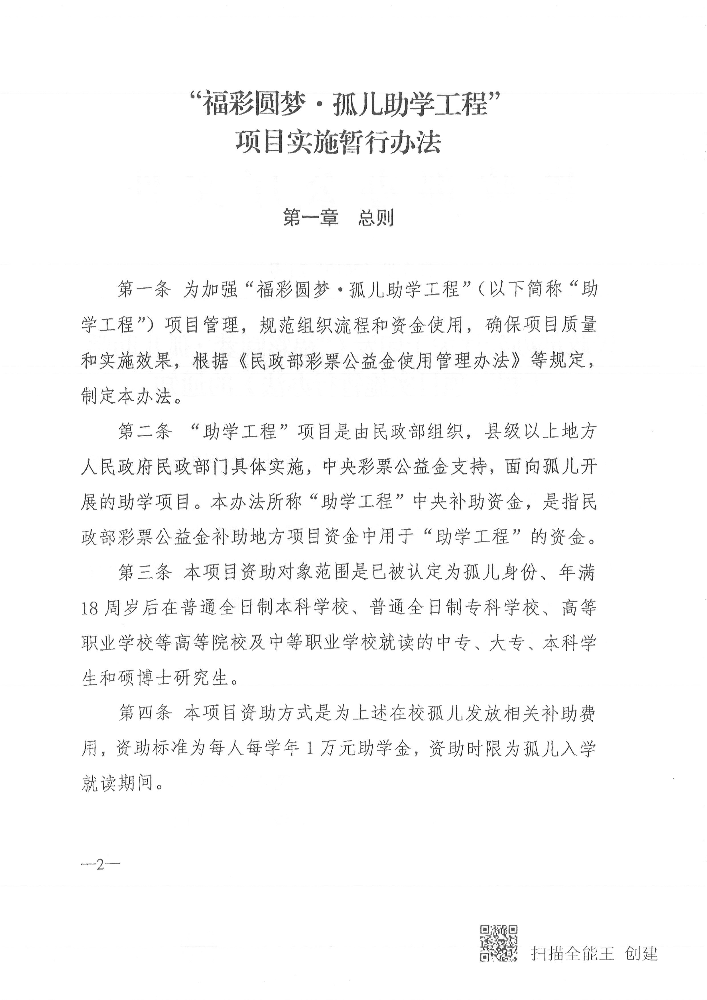 “福彩圆梦·孤儿助学工程”
项目实施暂行办法
第一章 总则
第一条 为加强“福彩圆梦·孤儿助学工程”（以下简称“助
学工程”）项目管理，规范组织流程和资金使用，确保项目质量
和实施效果，根据《民政部彩票公益金使用管理办法》等规定，
制定本办法。
第二条 “助学工程”项目是由民政部组织，县级以上地方
人民政府民政部门具体实施，中央彩票公益金支持，面向孤儿开
展的助学项目。本办法所称“助学工程”中央补助资金，是指民
政部彩票公益金补助地方项目资金中用于“助学工程”的资金。
第三条 本项目资助对象范围是已被认定为孤儿身份、年满
18 周岁后在普通全日制本科学校、普通全日制专科学校、高等
职业学校等高等院校及中等职业学校就读的中专、大专、本科学
生和硕博士研究生。
第四条 本项目资助方式是为上述在校孤儿发放相关补助费
用，资助标准为每人每学年 1 万元助学金，资助时限为孤儿入学
就读期间。
—2—
扫描全能王 创建